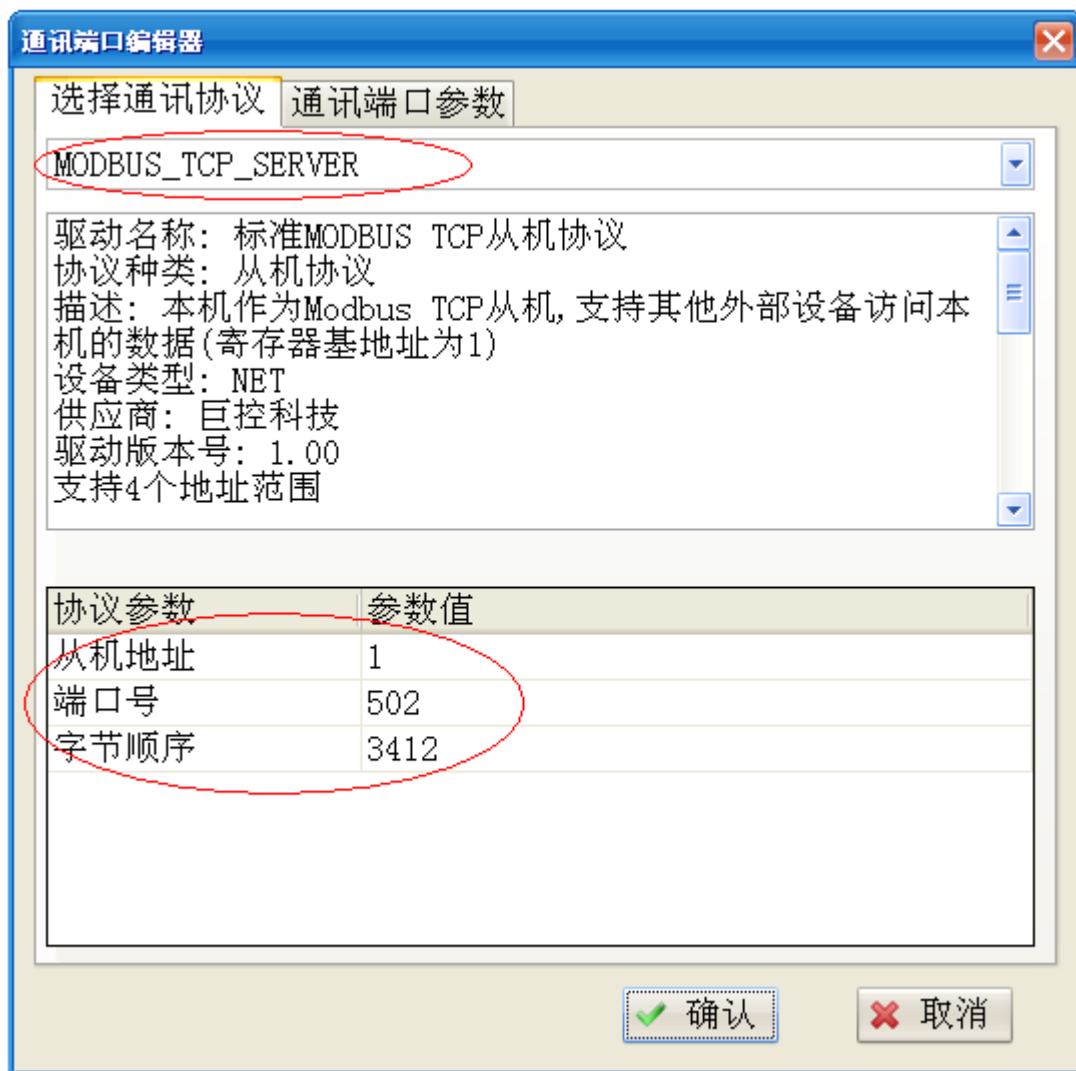 通讯端口编辑器
选择通讯协议 通讯端口参数
MODBUS_TCP_SERVER
驱动名称: 标准MODBUS TCP从机协议
协议种类: 从机协议
描述: 本机作为Modbus TCP从机,支持其他外部设备访问本
机的数据(寄存器基地址为1)
设备类型: NET
供应商: 巨控科技
驱动版本号: 1.00
支持4个地址范围
协议参数 参数值
从机地址 1
端口号 502
字节顺序 3412
确认 取消